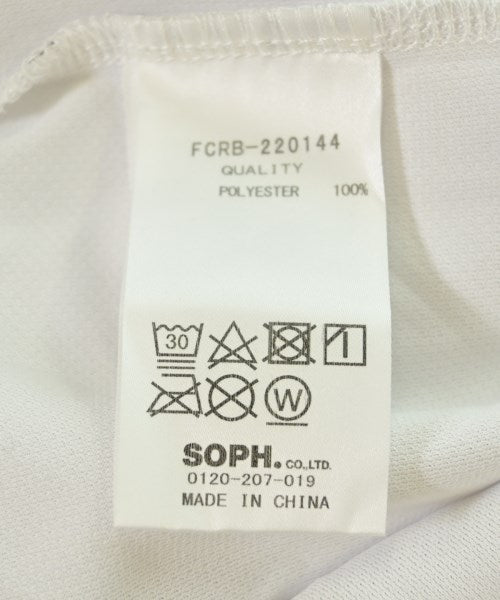 FCRB-220144
QUALITY
POLYESTER 100%
30
W
SOPH. CO.,LTD.
0120-207-019
MADE IN CHINA